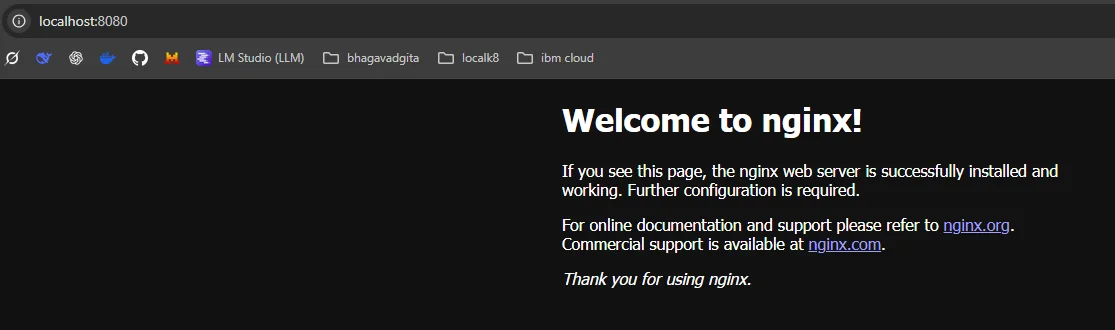 localhost:8080
LM Studio (LLM) bhagavadgita localk8 ibm cloud
Welcome to nginx!
If you see this page, the nginx web server is successfully installed and
working. Further configuration is required.
For online documentation and support please refer to nginx.org.
Commercial support is available at nginx.com.
Thank you for using nginx.